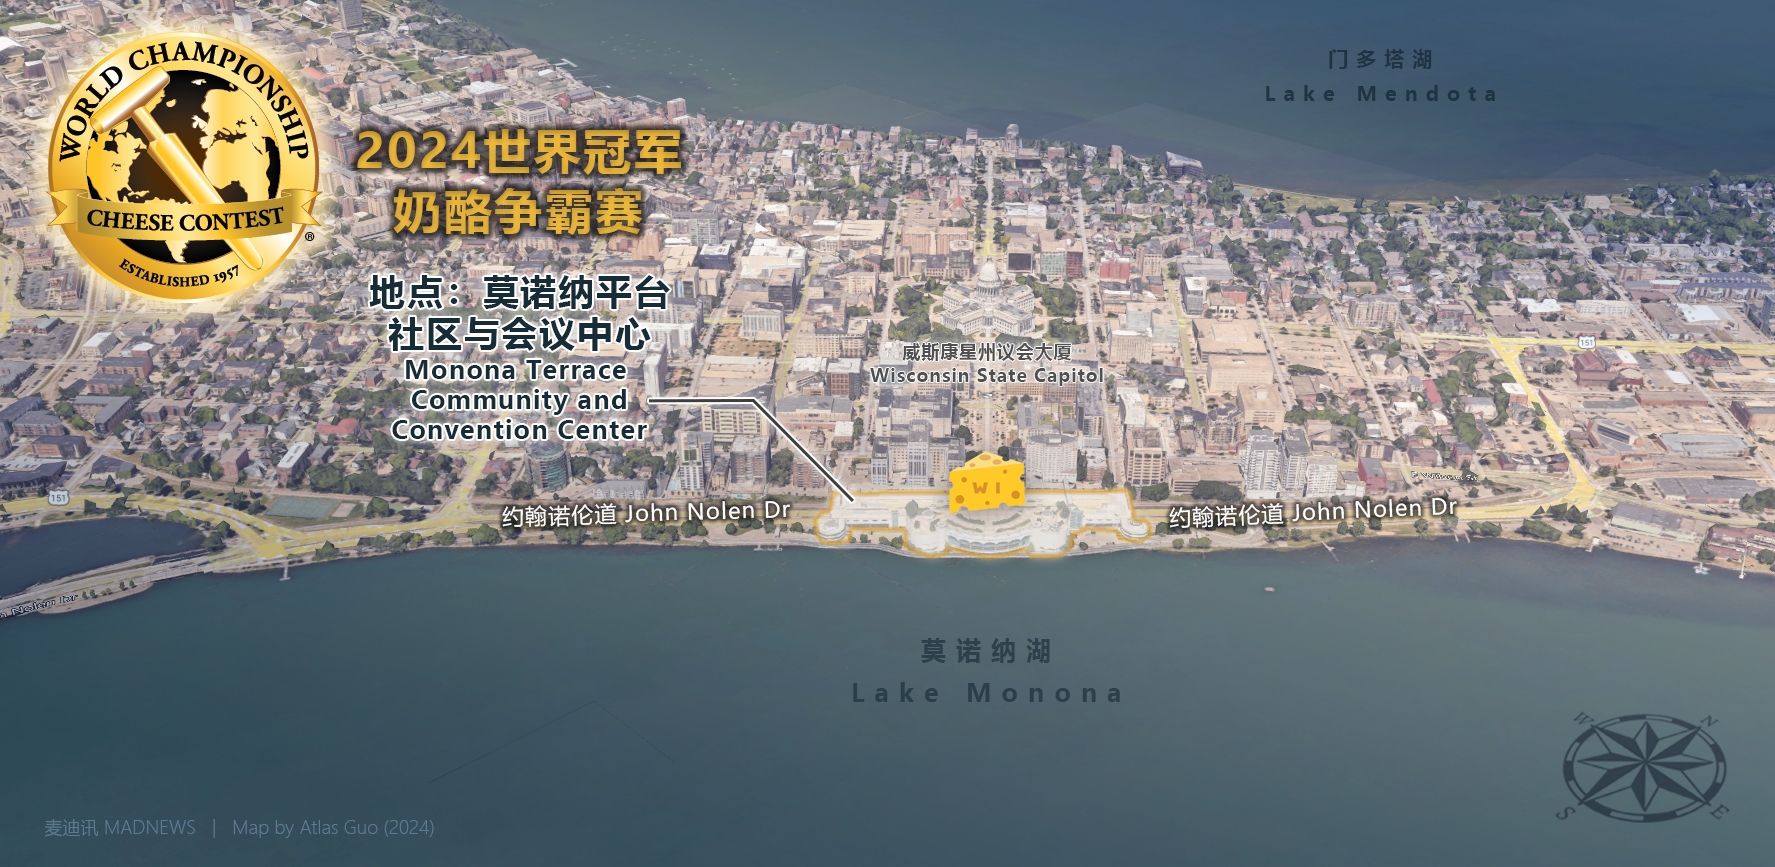 WORLD CHAMPIONSHIP
CHEESE CONTEST
®
ESTABLISHED 1957
2024世界冠军
奶酪争霸赛
地点：莫诺纳平台
社区与会议中心
Monona Terrace
Community and
Convention Center
门多塔湖
Lake Mendota
威斯康星州议会大厦
Wisconsin State Capitol
151
151
WI
约翰诺伦道 John Nolen Dr
约翰诺伦道 John Nolen Dr
莫诺纳湖
Lake Monona
W
N
S
E
麦迪讯 MADNEWS | Map by Atlas Guo (2024)